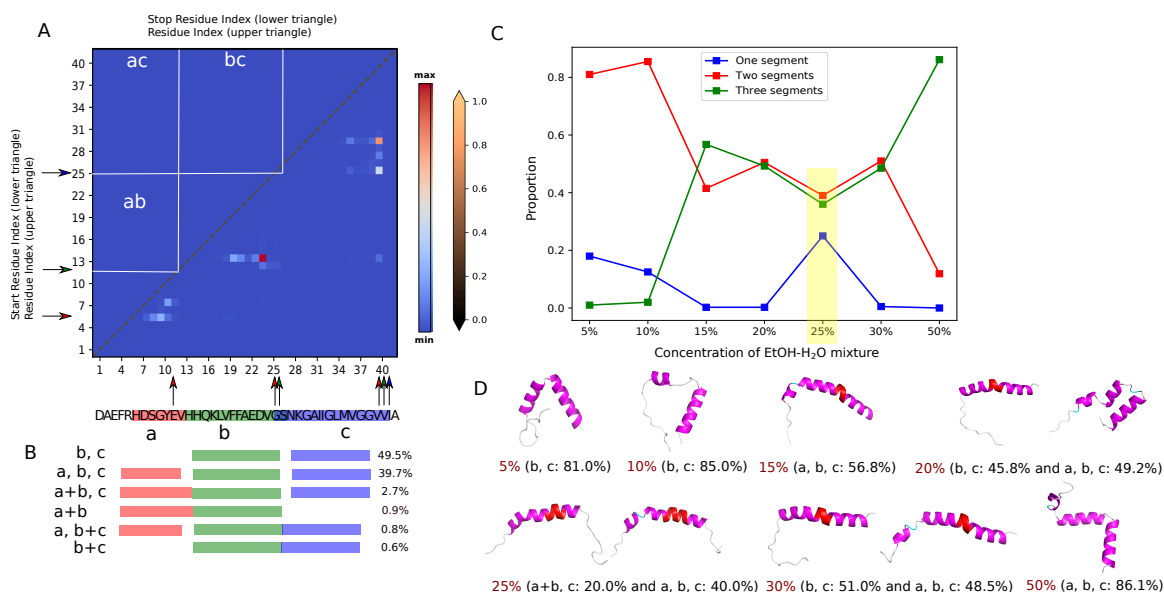 A
Stop Residue Index (lower triangle)
Residue Index (upper triangle)
Start Residue Index (lower triangle)
Residue Index (upper triangle)
40
37
34
31
28
25
22
19
16
13
10
7
4
1
ac
bc
ab
1 4 7 10 13 16 19 22 25 28 31 34 37 40
max
min
1.0
0.8
0.6
0.4
0.2
0.0
DAEFRHDSGYEVHHQKLVFFAEDVGSNKGAIIGLMVGGVVIA
a b c
B
b, c 49.5%
a, b, c 39.7%
a+b, c 2.7%
a+b 0.9%
a, b+c 0.8%
b+c 0.6%
C
One segment
Two segments
Three segments
Proportion
0.8
0.6
0.4
0.2
0.0
5% 10% 15% 20% 25% 30% 50%
Concentration of EtOH-H₂O mixture
D
5% (b, c: 81.0%) 10% (b, c: 85.0%) 15% (a, b, c: 56.8%) 20% (b, c: 45.8% and a, b, c: 49.2%)
25% (a+b, c: 20.0% and a, b, c: 40.0%) 30% (b, c: 51.0% and a, b, c: 48.5%) 50% (a, b, c: 86.1%)